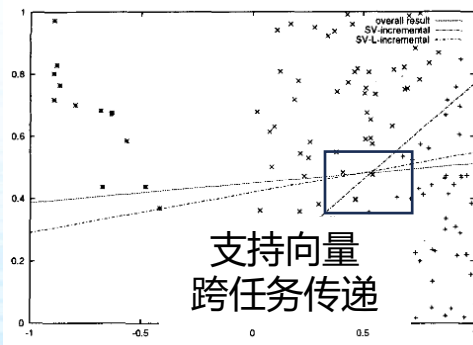 overall result
SV-incremental
SV-L-incremental
1
0.8
0.6
0.4
0.2
0
支持向量
跨任务传递
-1
-0.5
0
0.5